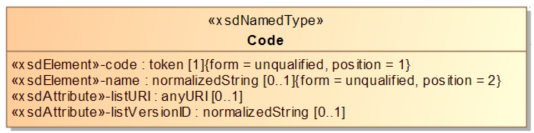 «xsdNamedType»
Code
«xsdElement»-code : token [1]{form = unqualified, position = 1}
«xsdElement»-name : normalizedString [0..1]{form = unqualified, position = 2}
«xsdAttribute»-listURI : anyURI [0..1]
«xsdAttribute»-listVersionID : normalizedString [0..1]